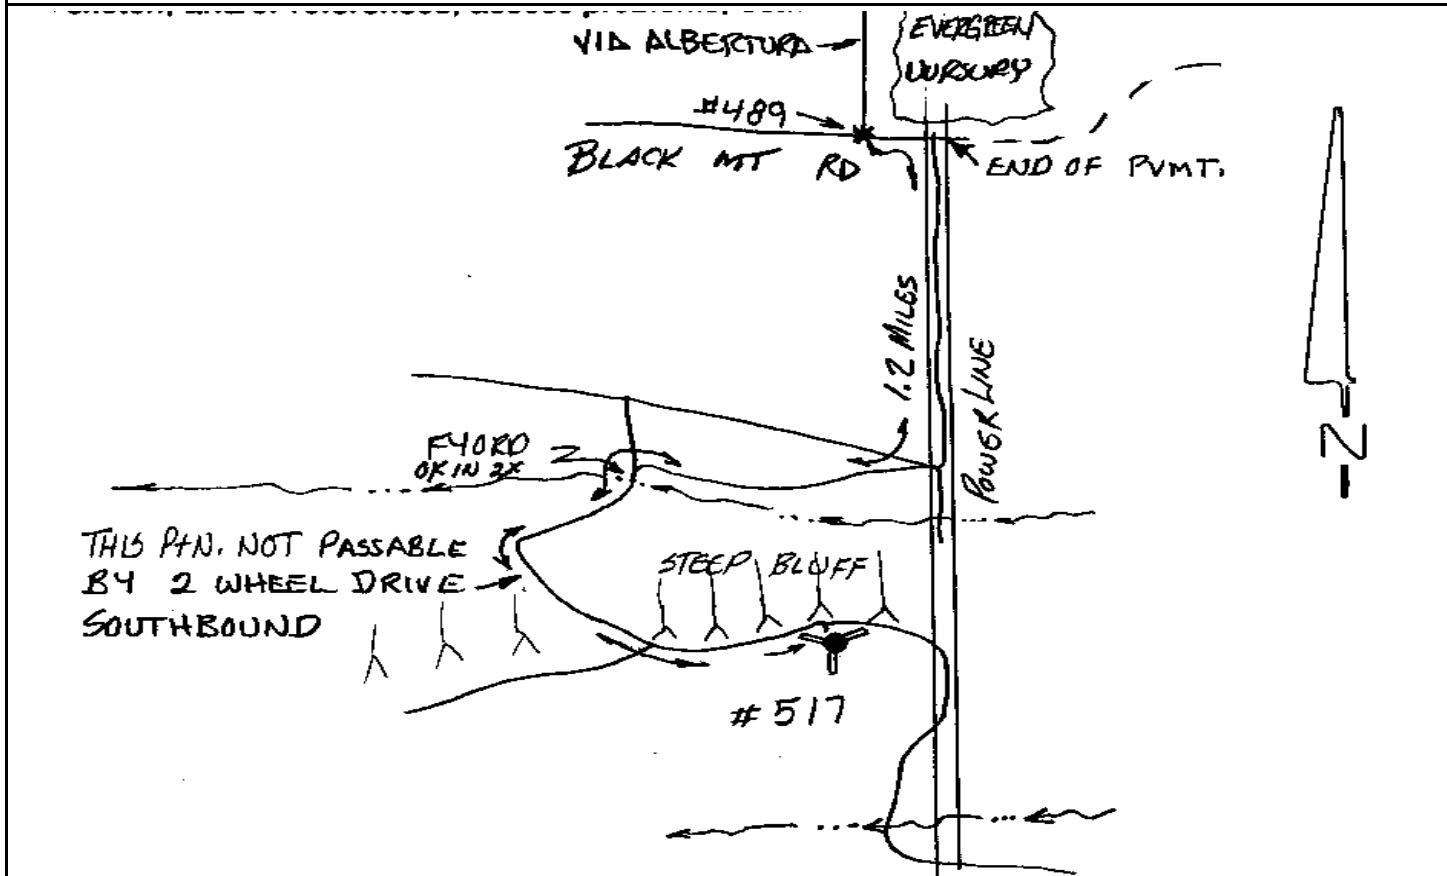 VIA ALBERTURA
EVERGREEN
NURSURY
#489
BLACK MT RD
END OF PVMT.
1.2 MILES
POWER LINE
FYORD
OK IN 2X
N
THIS PTN. NOT PASSABLE
BY 2 WHEEL DRIVE
SOUTHBOUND
STEEP BLUFF
#517